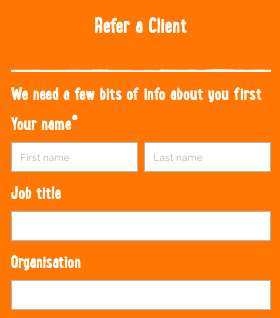 Refer a Client
We need a few bits of info about you first
Your name*
First name Last name
Job title
Organisation